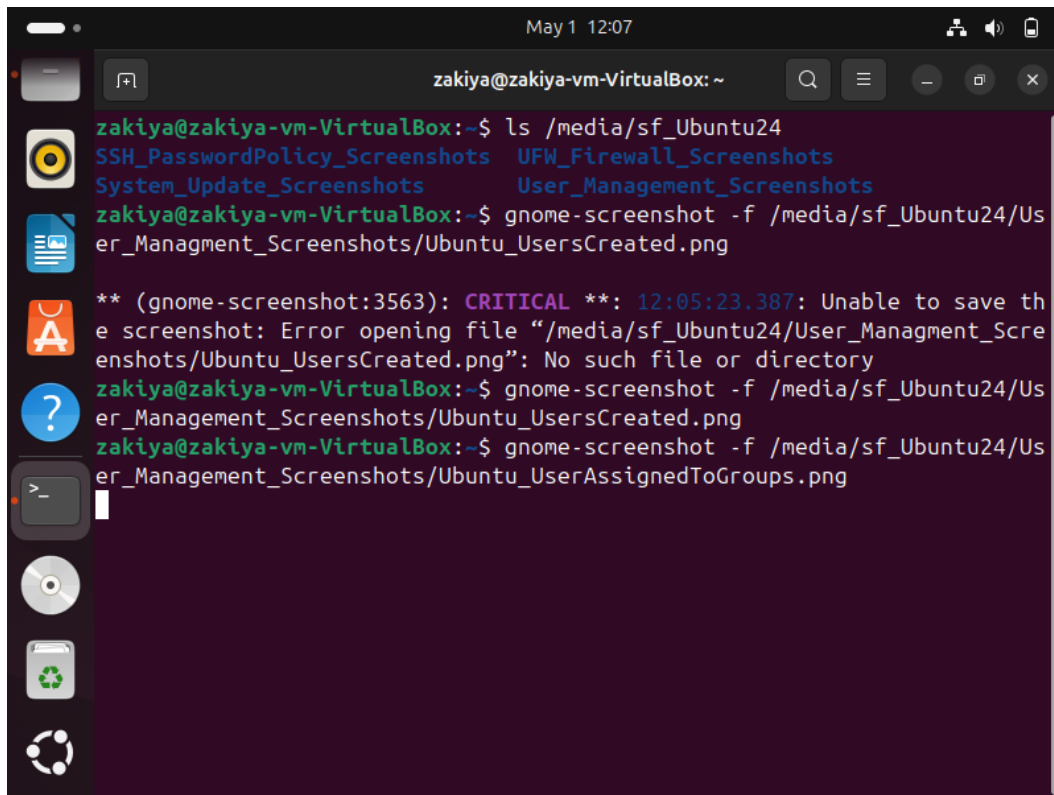 May 1 12:07
zakiya@zakiya-vm-VirtualBox: ~
zakiya@zakiya-vm-VirtualBox:~$ ls /media/sf_Ubuntu24
SSH_PasswordPolicy_Screenshots  UFW_Firewall_Screenshots
System_Update_Screenshots       User_Management_Screenshots
zakiya@zakiya-vm-VirtualBox:~$ gnome-screenshot -f /media/sf_Ubuntu24/Us
er_Managment_Screenshots/Ubuntu_UsersCreated.png
** (gnome-screenshot:3563): CRITICAL **: 12:05:23.387: Unable to save th
e screenshot: Error opening file “/media/sf_Ubuntu24/User_Managment_Scre
enshots/Ubuntu_UsersCreated.png”: No such file or directory
zakiya@zakiya-vm-VirtualBox:~$ gnome-screenshot -f /media/sf_Ubuntu24/Us
er_Management_Screenshots/Ubuntu_UsersCreated.png
zakiya@zakiya-vm-VirtualBox:~$ gnome-screenshot -f /media/sf_Ubuntu24/Us
er_Management_Screenshots/Ubuntu_UserAssignedToGroups.png